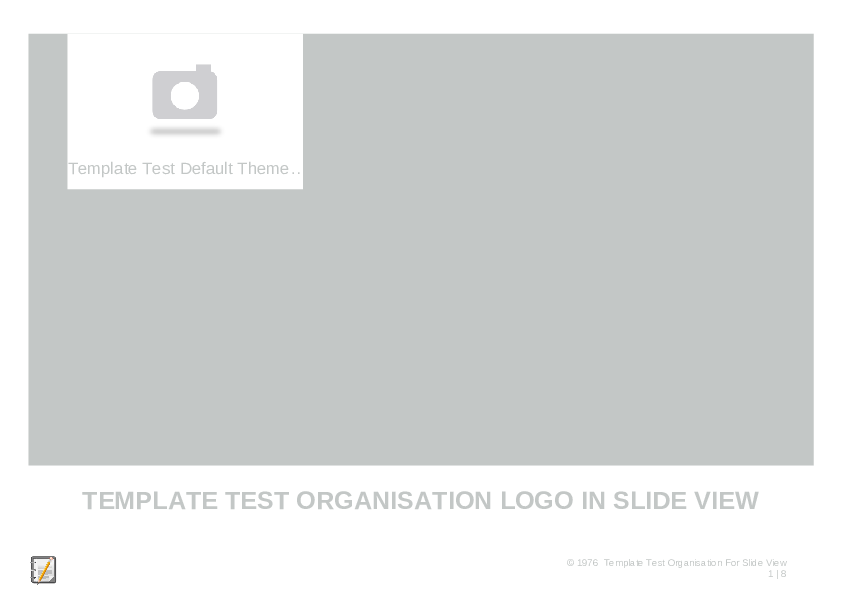 Template Test Default Theme..
TEMPLATE TEST ORGANISATION LOGO IN SLIDE VIEW
© 1976 Template Test Organisation For Slide View
1 | 8